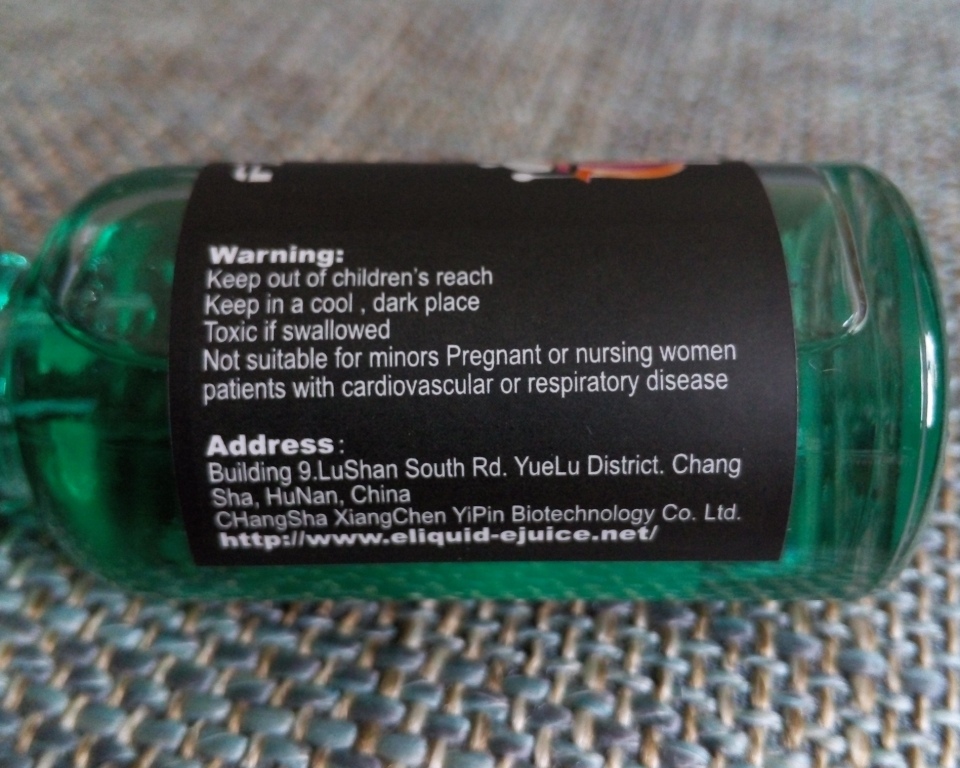 Warning:
Keep out of children's reach
Keep in a cool , dark place
Toxic if swallowed
Not suitable for minors Pregnant or nursing women
patients with cardiovascular or respiratory disease
Address:
Building 9.LuShan South Rd. YueLu District. Chang
Sha, HuNan, China
CHangSha XiangChen YiPin Biotechnology Co. Ltd.
http://www.eliquid-ejuice.net/